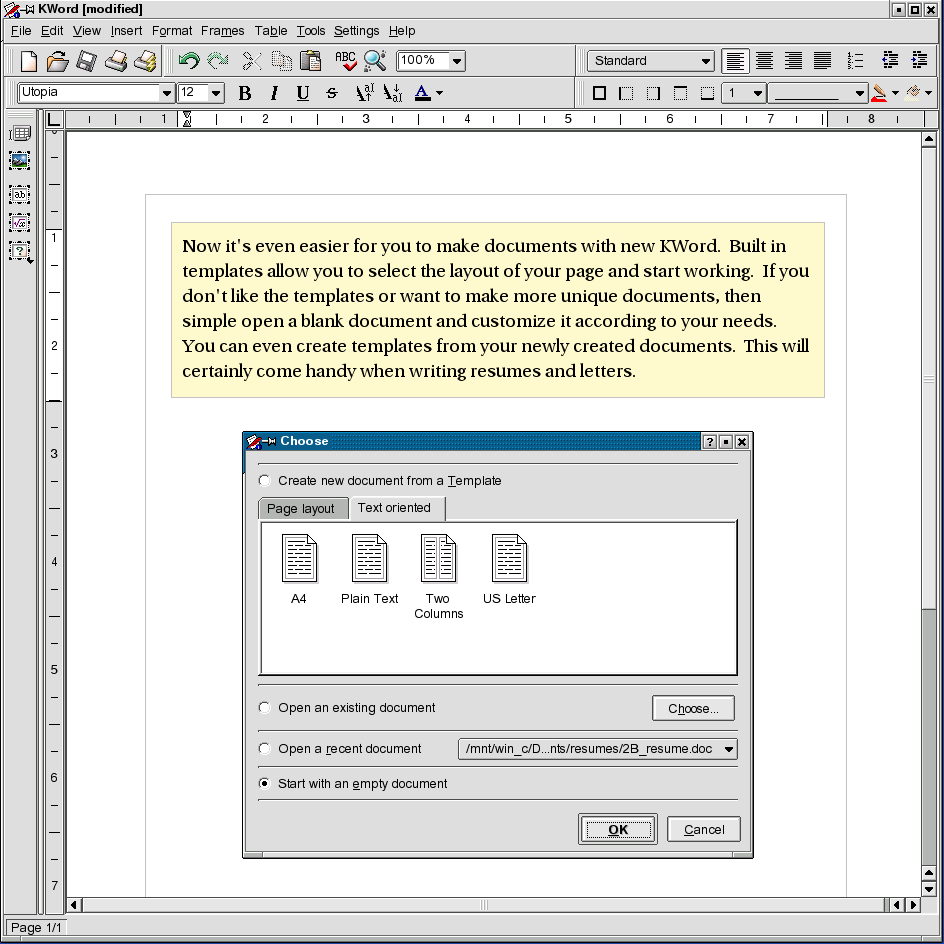 KWord [modified]
File Edit View Insert Format Frames Table Tools Settings Help
ABC 100% Standard
Utopia 12 B I U S A 1
1 2 3 4 5 6 7 8
ab
1
2
3
4
5
6
7
Now it's even easier for you to make documents with new KWord. Built in
templates allow you to select the layout of your page and start working. If you
don't like the templates or want to make more unique documents, then
simple open a blank document and customize it according to your needs.
You can even create templates from your newly created documents. This will
certainly come handy when writing resumes and letters.
Choose
Create new document from a Template
Page layout Text oriented
A4 Plain Text Two Columns US Letter
Open an existing document Choose...
Open a recent document /mnt/win_c/D...nts/resumes/2B_resume.doc
Start with an empty document
OK Cancel
Page 1/1